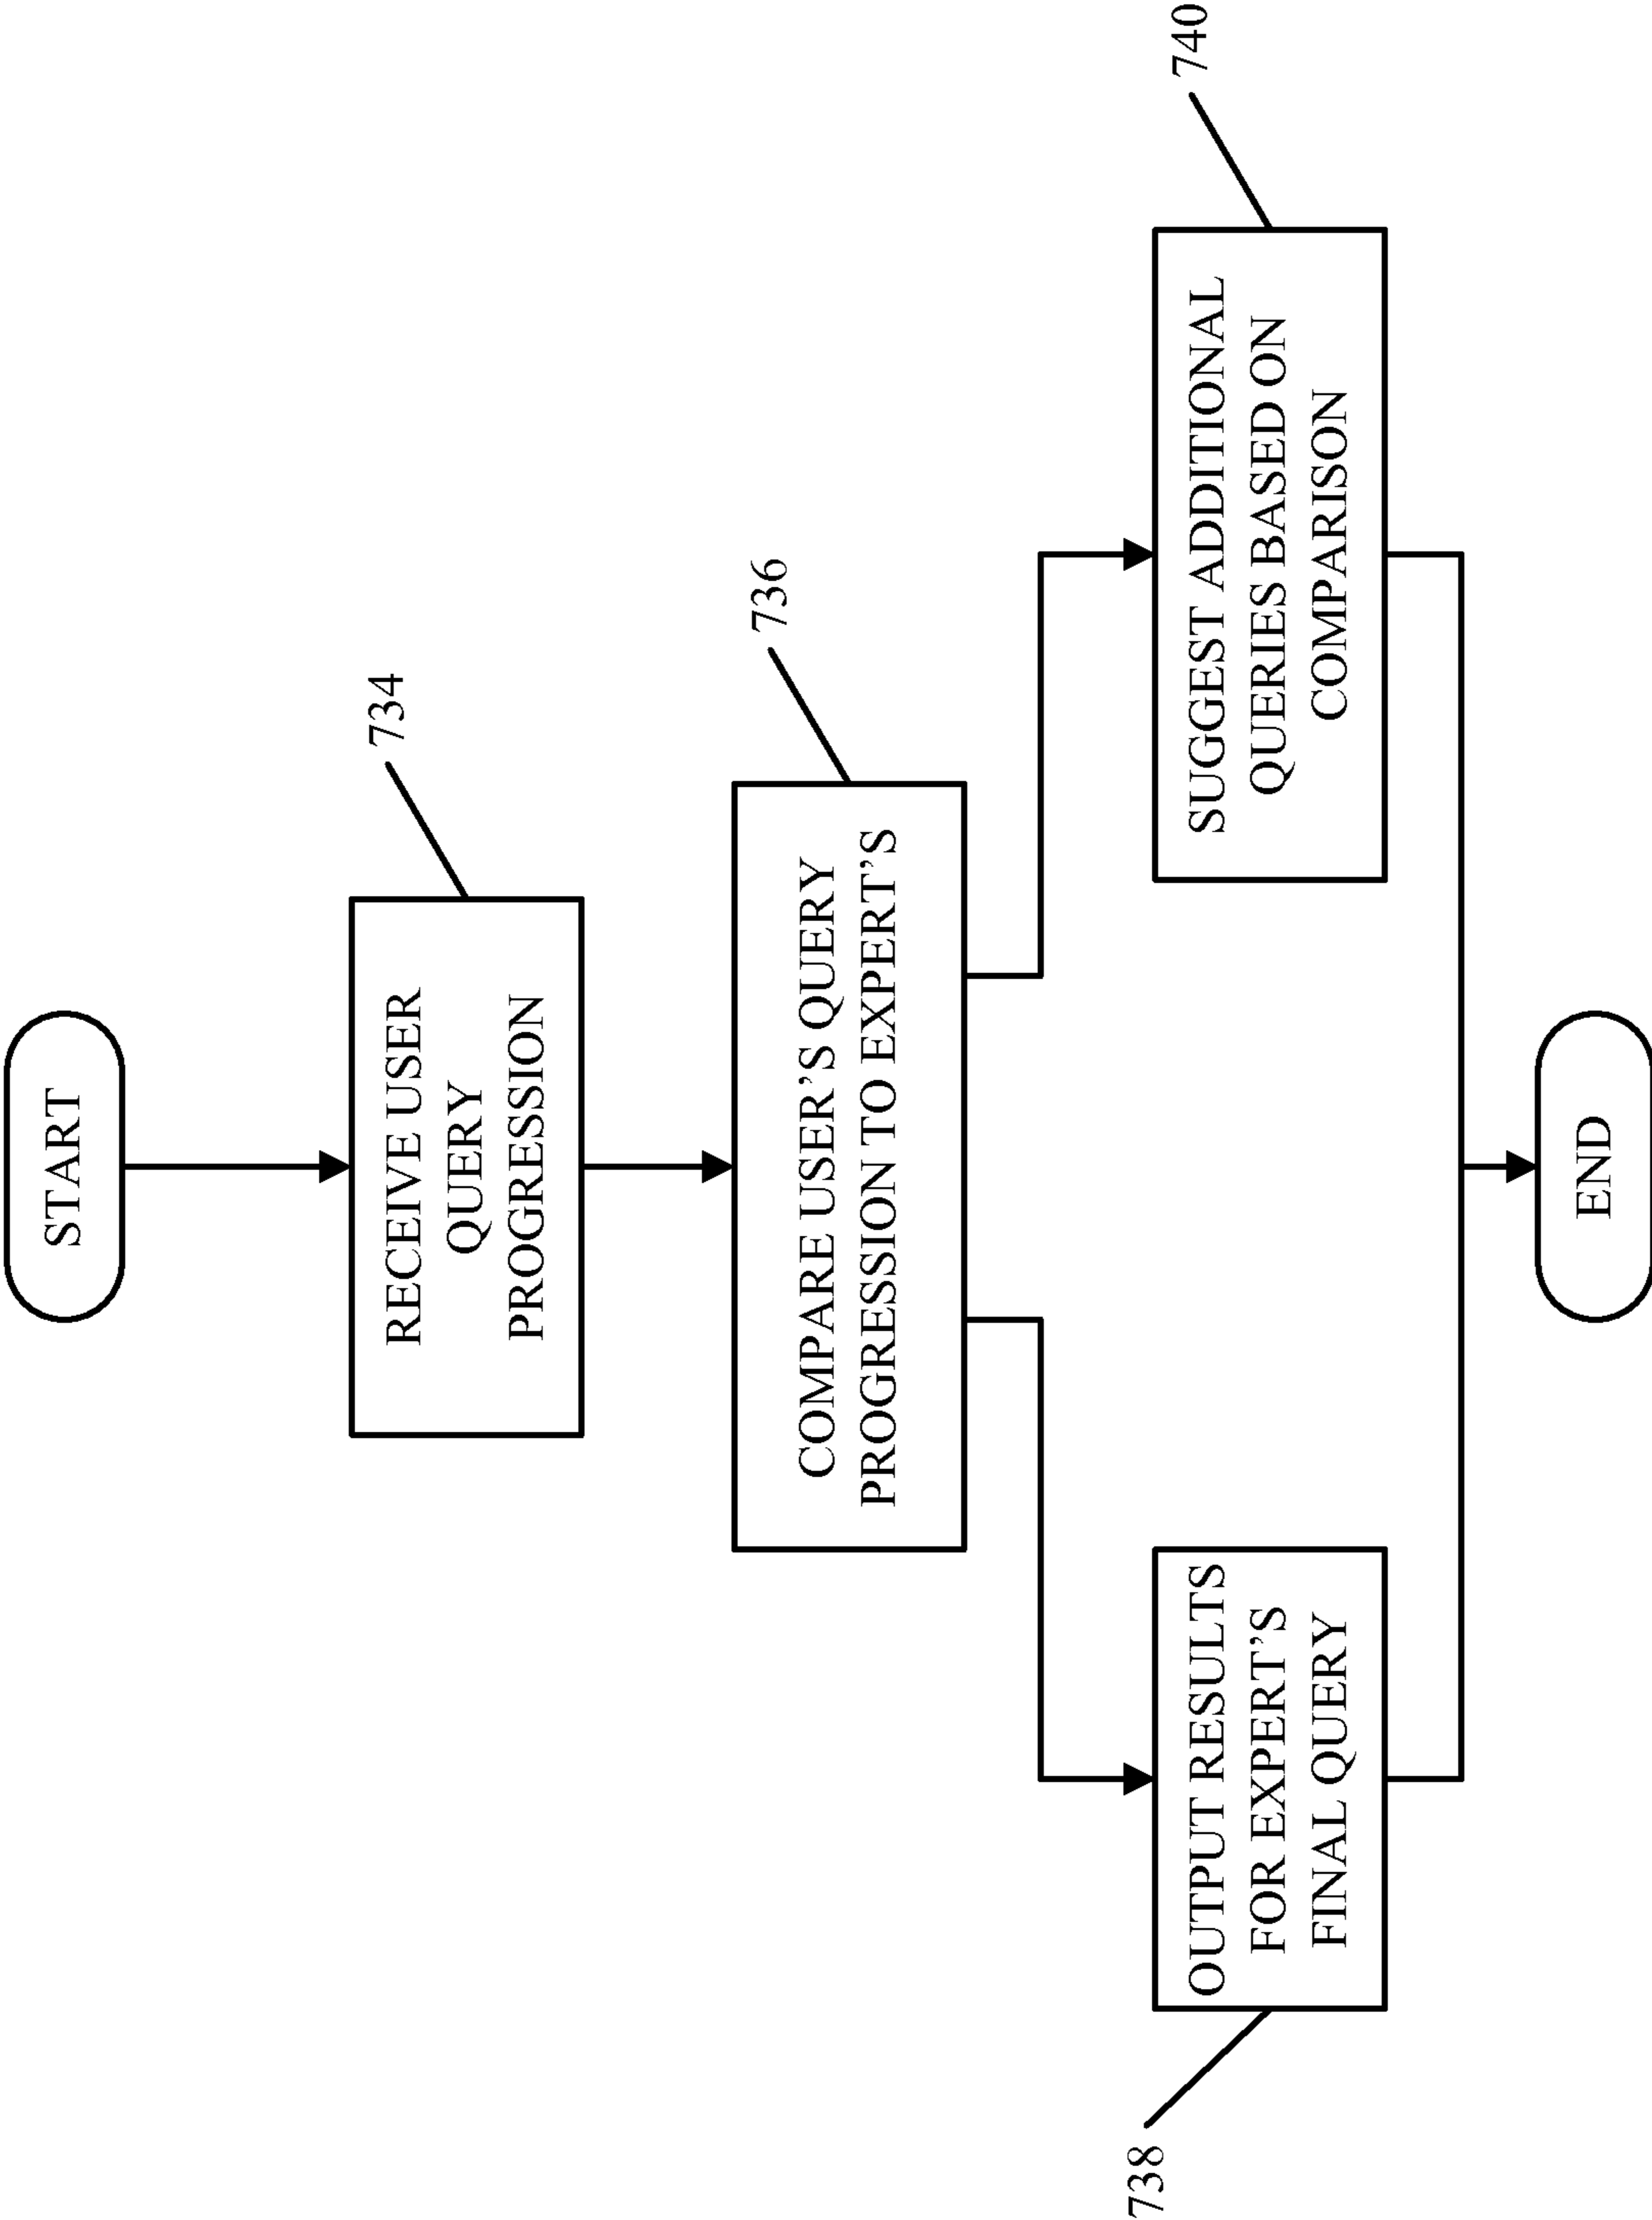 START
734
RECEIVE USER
QUERY
PROGRESSION
736
COMPARE USER'S QUERY
PROGRESSION TO EXPERT'S
738
OUTPUT RESULTS
FOR EXPERT'S
FINAL QUERY
740
SUGGEST ADDITIONAL
QUERIES BASED ON
COMPARISON
END